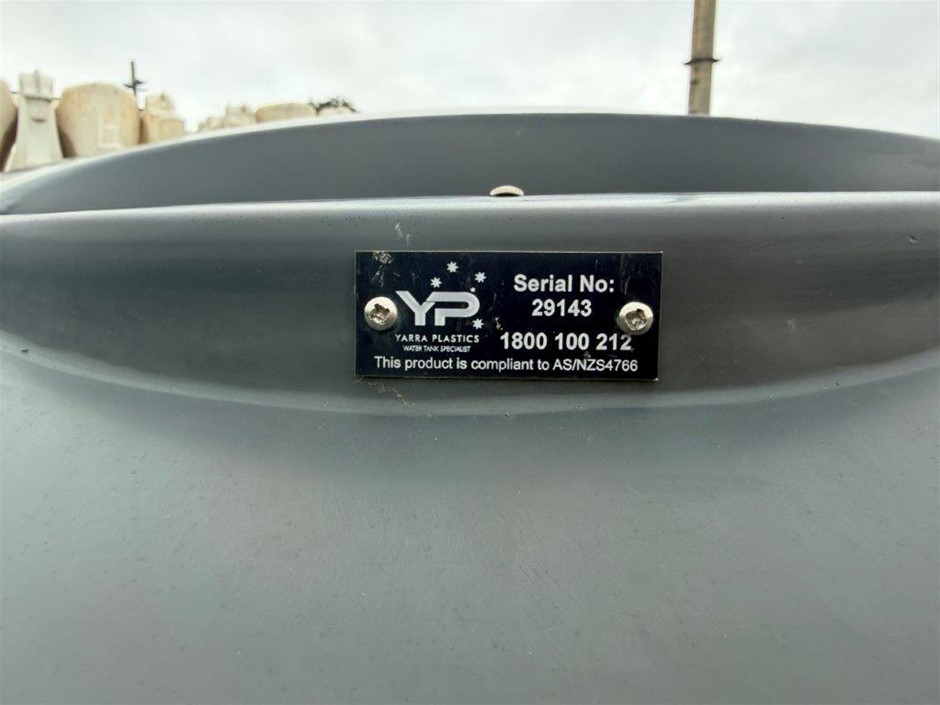 YP
YARRA PLASTICS
WATER TANK SPECIALIST
Serial No:
29143
1800 100 212
This product is compliant to AS/NZS4766